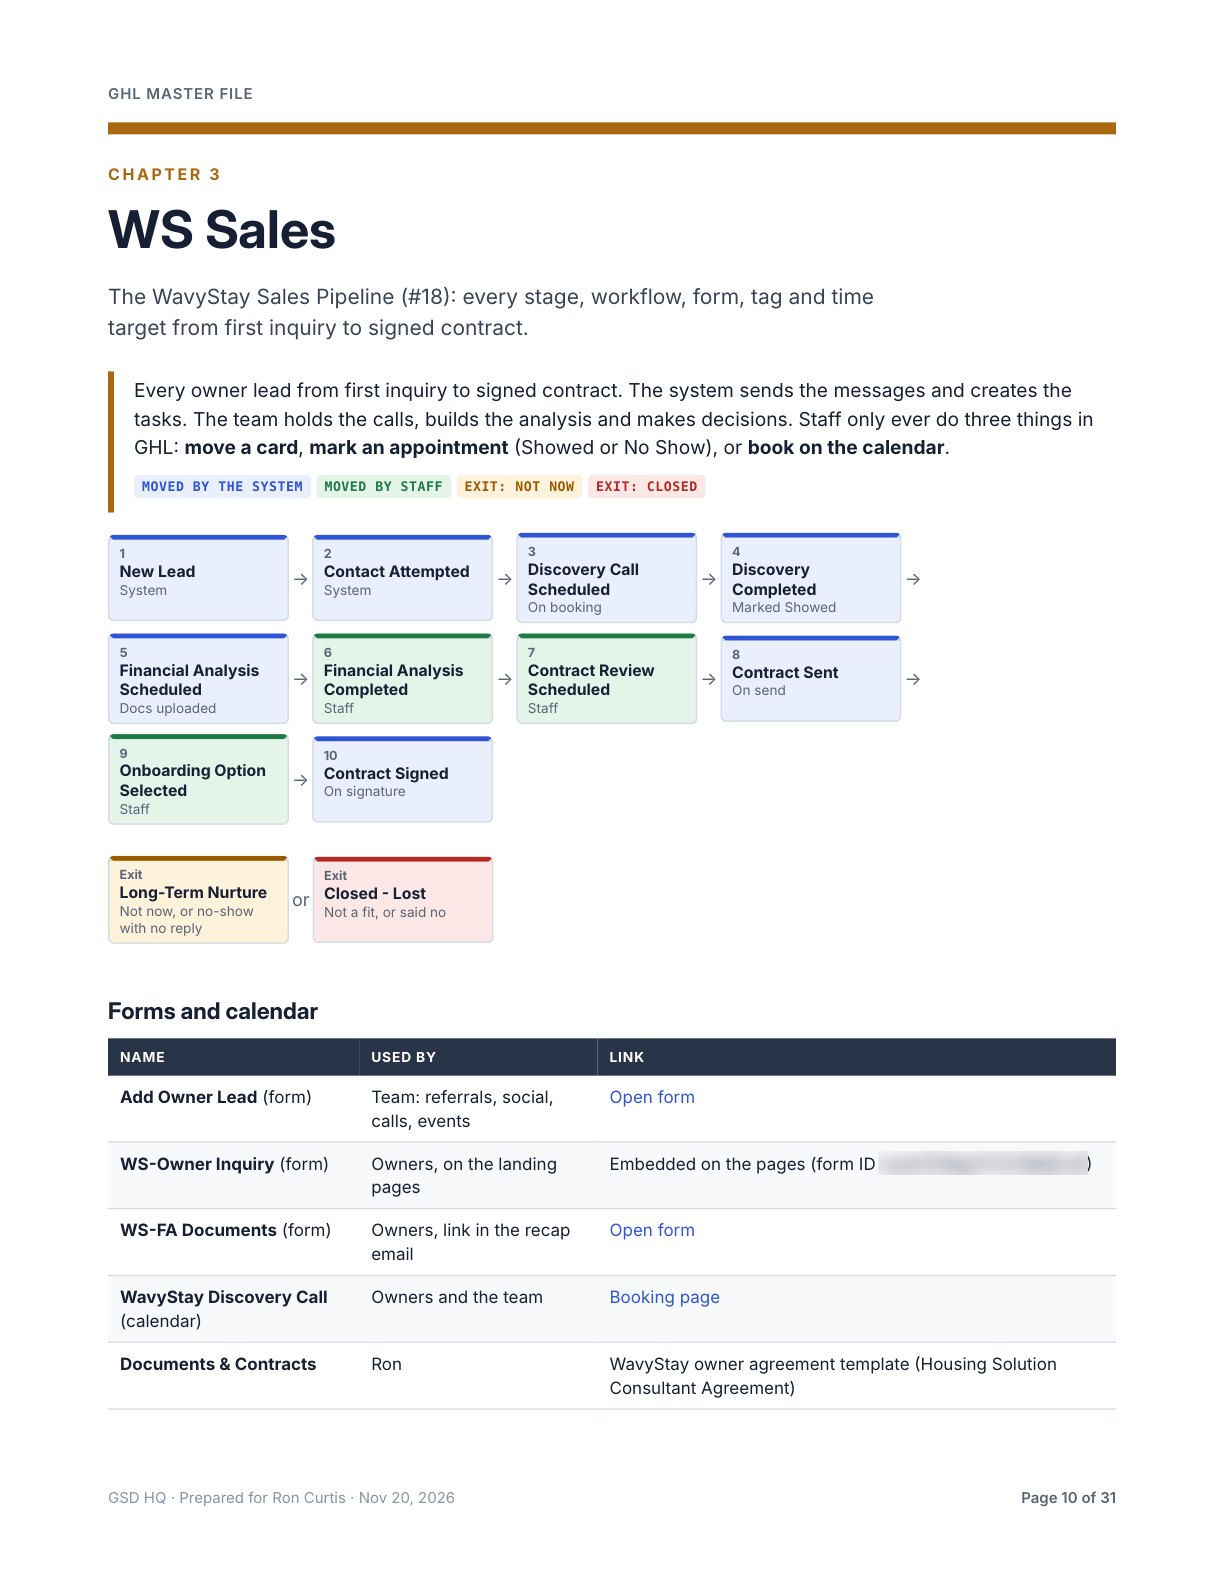 GHL MASTER FILE
CHAPTER 3
WS Sales
The WavyStay Sales Pipeline (#18): every stage, workflow, form, tag and time
target from first inquiry to signed contract.
Every owner lead from first inquiry to signed contract. The system sends the messages and creates the
tasks. The team holds the calls, builds the analysis and makes decisions. Staff only ever do three things in
GHL: move a card, mark an appointment (Showed or No Show), or book on the calendar.
MOVED BY THE SYSTEM MOVED BY STAFF EXIT: NOT NOW EXIT: CLOSED
1
New Lead
System
→
2
Contact Attempted
System
→
3
Discovery Call
Scheduled
On booking
→
4
Discovery
Completed
Marked Showed
→
5
Financial Analysis
Scheduled
Docs uploaded
→
6
Financial Analysis
Completed
Staff
→
7
Contract Review
Scheduled
Staff
→
8
Contract Sent
On send
→
9
Onboarding Option
Selected
Staff
→
10
Contract Signed
On signature
Exit
Long-Term Nurture
Not now, or no-show
with no reply
or
Exit
Closed - Lost
Not a fit, or said no
Forms and calendar
NAME USED BY LINK
Add Owner Lead (form) Team: referrals, social, Open form
calls, events
WS-Owner Inquiry (form) Owners, on the landing Embedded on the pages (form ID )
pages
WS-FA Documents (form) Owners, link in the recap Open form
email
WavyStay Discovery Call Owners and the team Booking page
(calendar)
Documents & Contracts Ron WavyStay owner agreement template (Housing Solution
Consultant Agreement)
GSD HQ · Prepared for Ron Curtis · Nov 20, 2026 Page 10 of 31